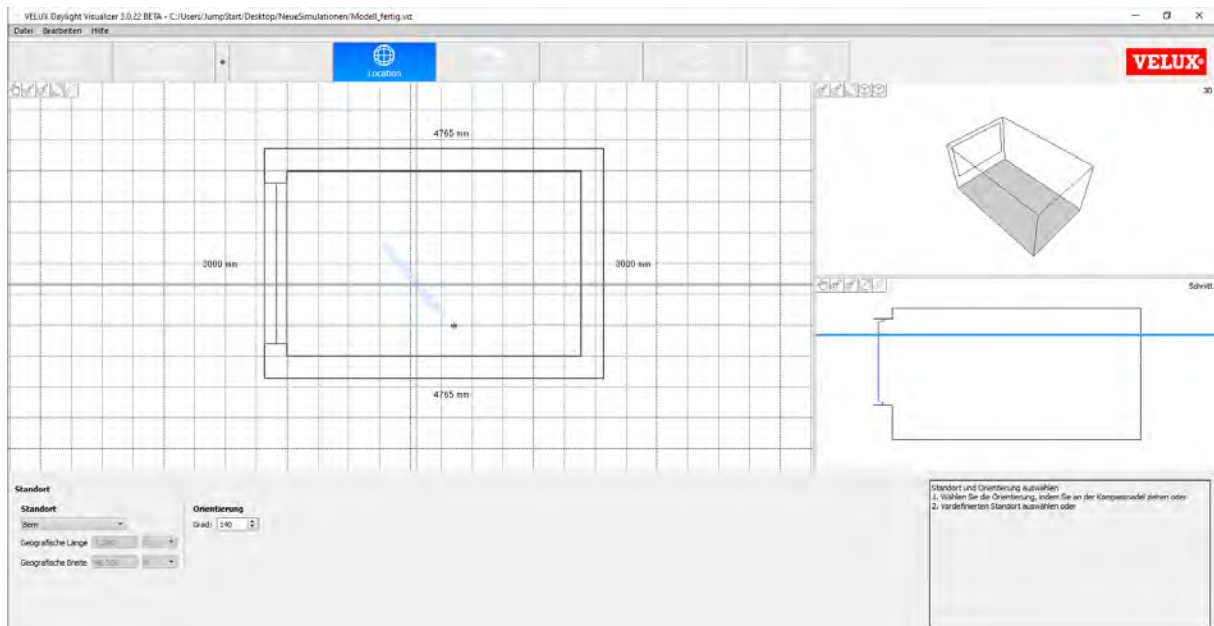 VELUX Daylight Visualizer 3.0.22 BETA - C:/Users/JumpStart/Desktop/NeueSimulationen/Modell_fertig.viz
Datei Bearbeiten Hilfe
Location
VELUX
3D
4765 mm
3000 mm
3000 mm
4765 mm
Schnitt
Standort
Standort
Bern
Geografische Länge
Geografische Breite
Orientierung
Grad: 140
Standort und Orientierung auswählen
1. Wählen Sie die Orientierung, indem Sie an der Kompassnadel ziehen oder
2. Vordefinierten Standort auswählen oder